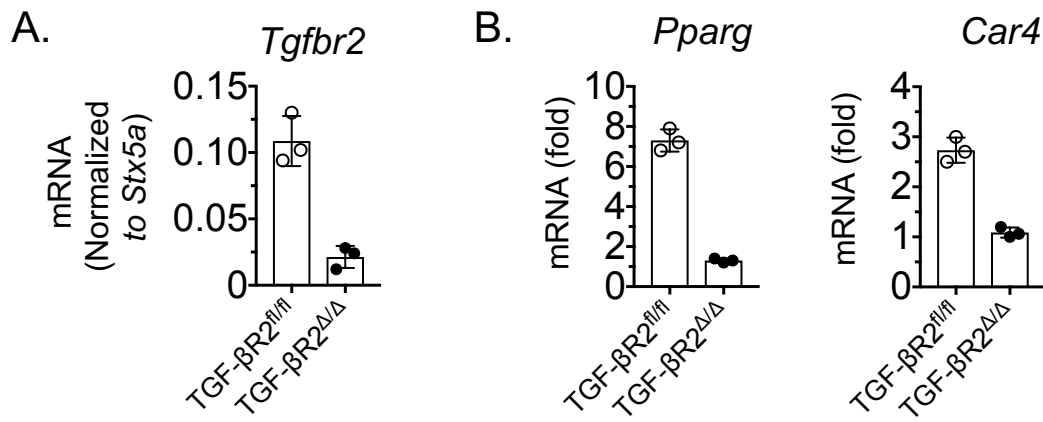 A.
Tgfbr2
mRNA
(Normalized
to Stx5a)
0.15
0.10
0.05
0
TGF-βR2fl/fl
TGF-βR2Δ/Δ
B.
Pparg
mRNA (fold)
10
8
6
4
2
0
TGF-βR2fl/fl
TGF-βR2Δ/Δ
Car4
mRNA (fold)
4
3
2
1
0
TGF-βR2fl/fl
TGF-βR2Δ/Δ